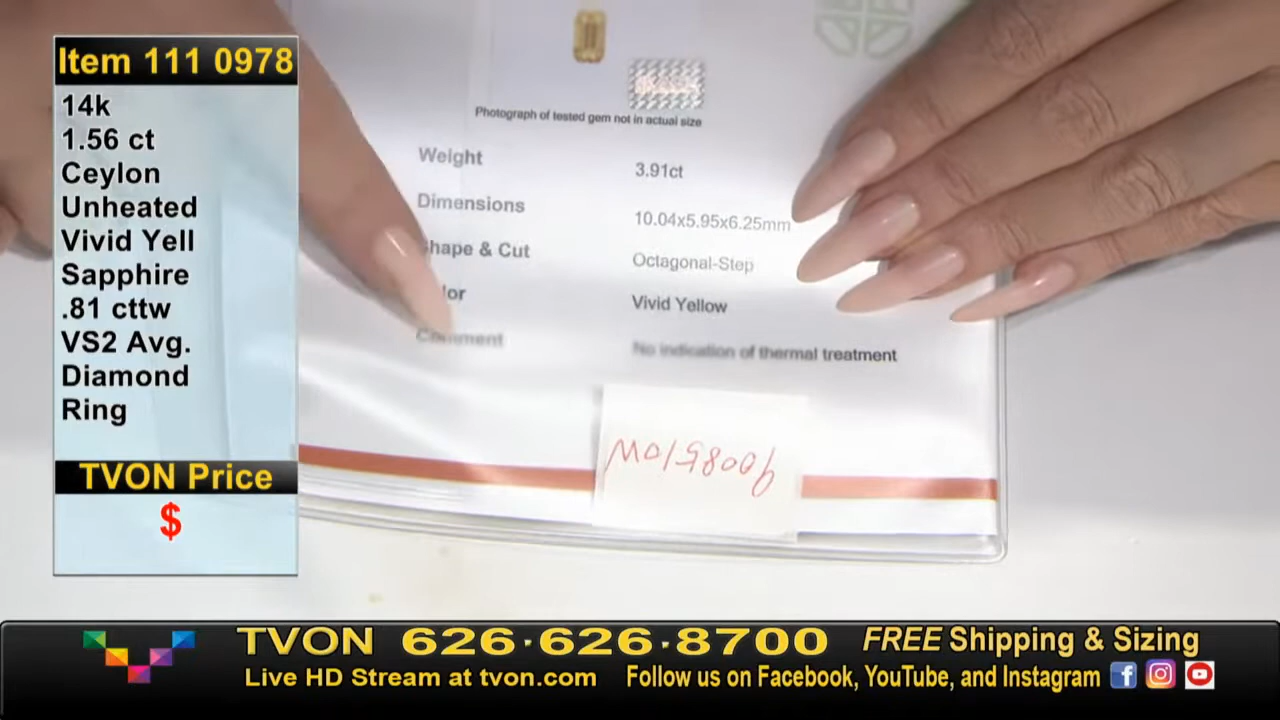 Item 111 0978
14k
1.56 ct
Ceylon
Unheated
Vivid Yell
Sapphire
.81 cttw
VS2 Avg.
Diamond
Ring
TVON Price
$
Photograph of tested gem not in actual size
Weight 3.91ct
Dimensions 10.04x5.95x6.25mm
hape & Cut Octagonal-Step
lor Vivid Yellow
Comment No indication of thermal treatment
TVON 626·626·8700 FREE Shipping & Sizing
Live HD Stream at tvon.com Follow us on Facebook, YouTube, and Instagram